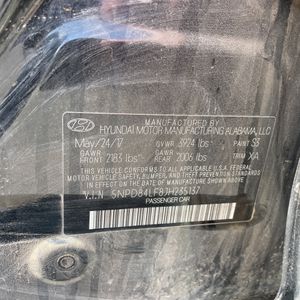 MANUFACTURED BY
HYUNDAI MOTOR MANUFACTURING ALABAMA, LLC
May/24/17 GVWR 3924 lbs PAINT S3
GAWR FRONT 2183 lbs GAWR REAR 2006 lbs TRIM XA
THIS VEHICLE CONFORMS TO ALL APPLICABLE FEDERAL
MOTOR VEHICLE SAFETY, BUMPER, AND THEFT PREVENTION
STANDARDS IN EFFECT ON THE DATE OF MANUFACTURE
SHOWN ABOVE.
V.I.N 5NPD84LF8JH285137
PASSENGER CAR